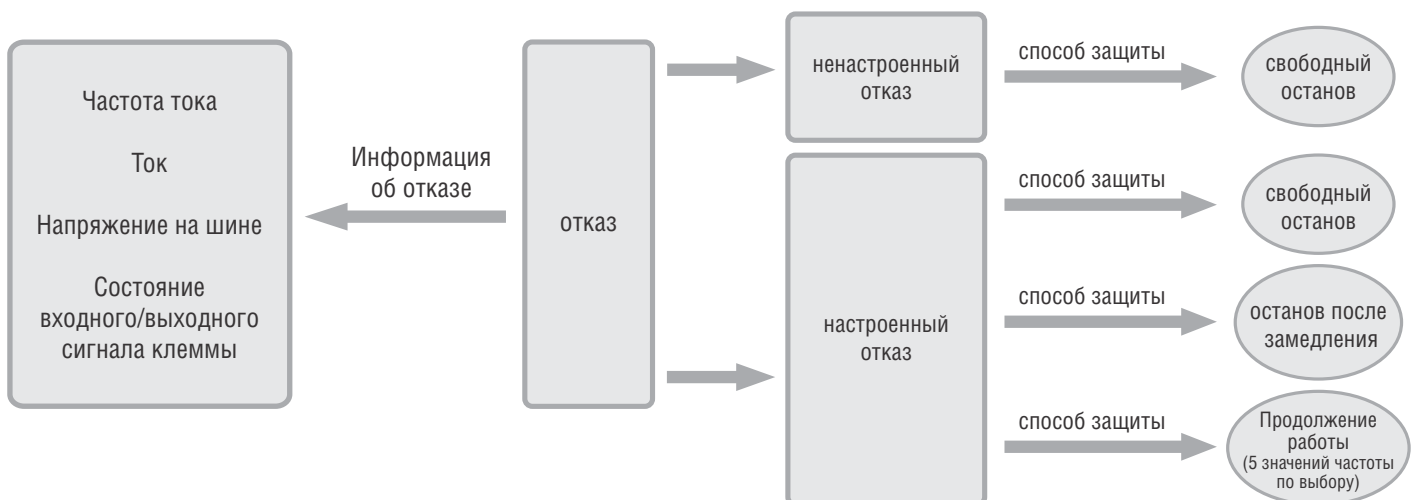 Частота тока
Ток
Напряжение на шине
Состояние
входного/выходного
сигнала клеммы
Информация
об отказе
отказ
ненастроенный
отказ
способ защиты
свободный
останов
настроенный
отказ
способ защиты
свободный
останов
способ защиты
останов после
замедления
способ защиты
Продолжение
работы
(5 значений частоты
по выбору)